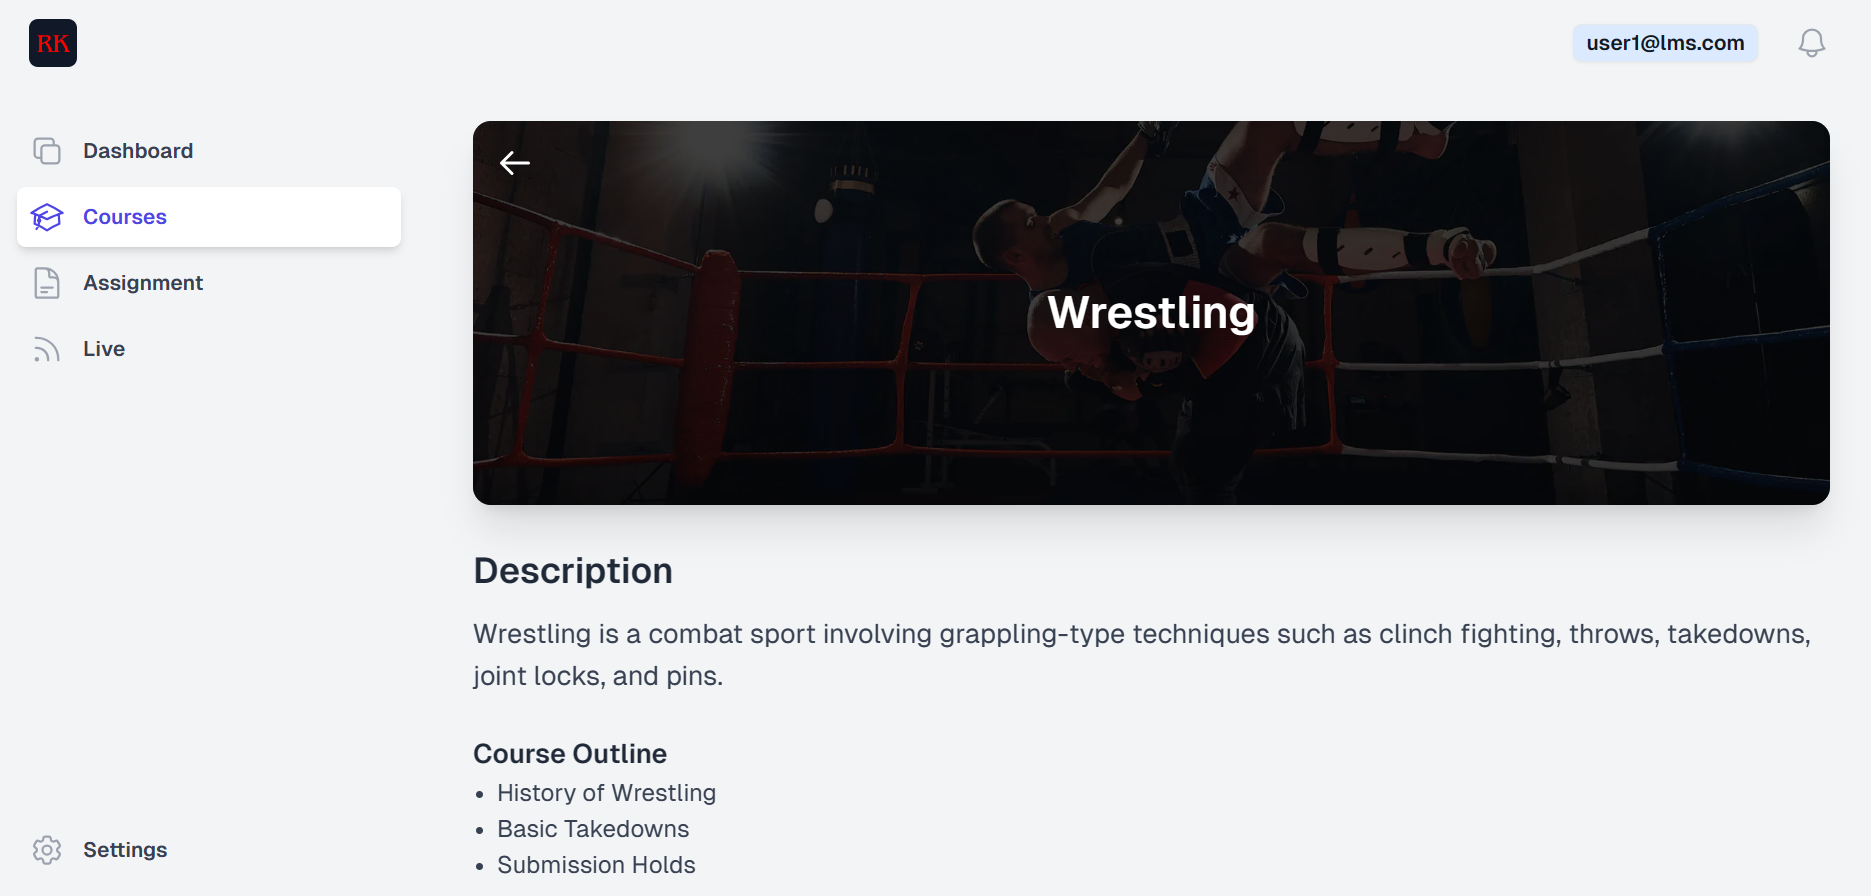 RK
user1@lms.com
Dashboard
Courses
Assignment
Live
Settings
Wrestling
Description
Wrestling is a combat sport involving grappling-type techniques such as clinch fighting, throws, takedowns,
joint locks, and pins.
Course Outline
• History of Wrestling
• Basic Takedowns
• Submission Holds